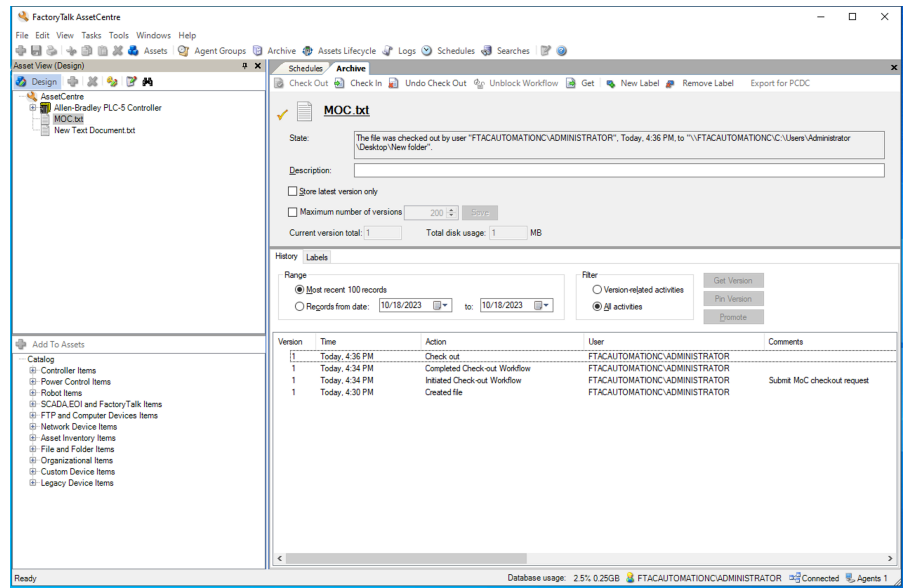 FactoryTalk AssetCentre
File Edit View Tasks Tools Windows Help
Assets Agent Groups Archive Assets Lifecycle Logs Schedules Searches
Asset View (Design)
Design
AssetCentre
Allen-Bradley PLC-5 Controller
MOC.txt
New Text Document.txt
Add To Assets
Catalog
Controller Items
Power Control Items
Robot Items
SCADA,EOI and FactoryTalk Items
FTP and Computer Devices Items
Network Device Items
Asset Inventory Items
File and Folder Items
Organizational Items
Custom Device Items
Legacy Device Items
Schedules Archive
Check Out Check In Undo Check Out Unblock Workflow Get New Label Remove Label Export for PCDC
MOC.txt
State: The file was checked out by user "FTACAUTOMATIONC\ADMINISTRATOR", Today, 4:36 PM, to "\\FTACAUTOMATIONC\C:\Users\Administrator
\Desktop\New folder".
Description:
Store latest version only
Maximum number of versions 200 Save
Current version total: 1 Total disk usage: 1 MB
History Labels
Range
Most recent 100 records
Records from date: 10/18/2023 to: 10/18/2023
Filter
Version-related activities
All activities
Get Version
Pin Version
Promote
Version Time Action User Comments
1 Today, 4:36 PM Check out FTACAUTOMATIONC\ADMINISTRATOR
1 Today, 4:34 PM Completed Check-out Workflow FTACAUTOMATIONC\ADMINISTRATOR
1 Today, 4:34 PM Initiated Check-out Workflow FTACAUTOMATIONC\ADMINISTRATOR Submit MoC checkout request
1 Today, 4:30 PM Created file FTACAUTOMATIONC\ADMINISTRATOR
Ready Database usage: 2.5% 0.25GB FTACAUTOMATIONC\ADMINISTRATOR Connected Agents 1